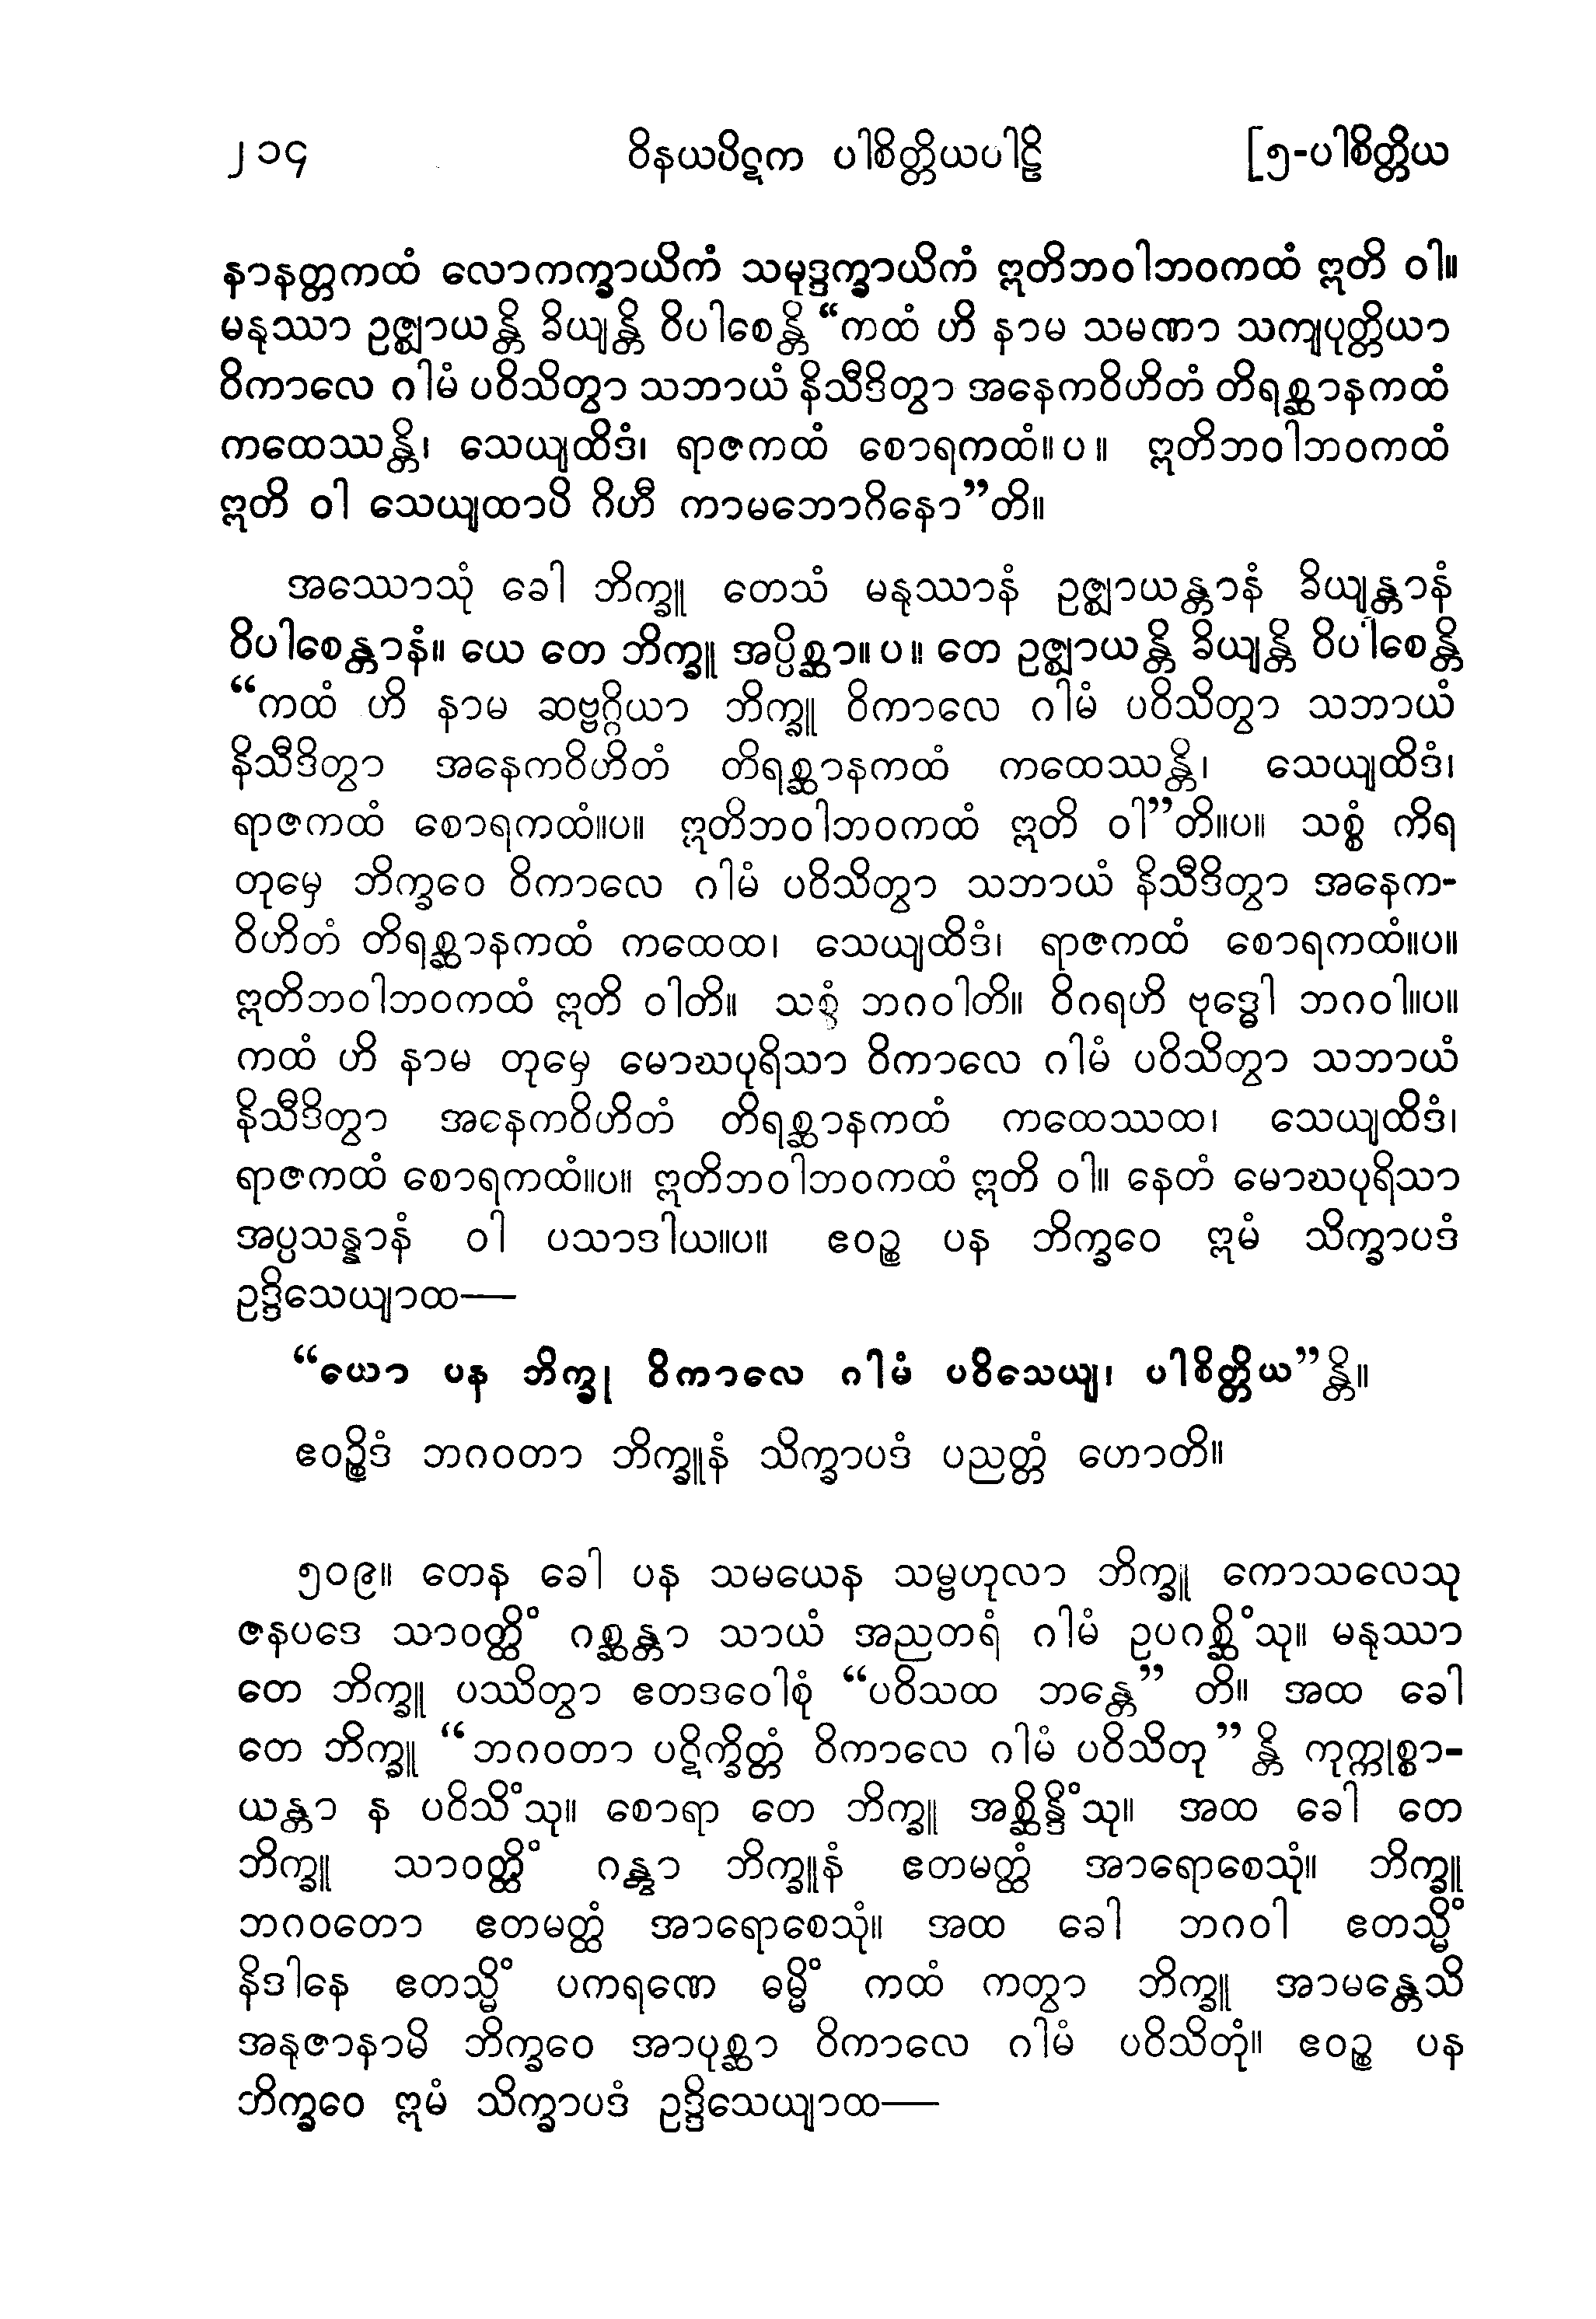 ၂၁၄ ဝိနယပိဋက ပါစိတ္တိယပါဠိ [၅-ပါစိတ္တိယ
နာနတ္တကထံ လောကက္ခာယိကံ သမုဒ္ဒက္ခာယိကံ ဣတိဘဝါဘဝကထံ ဣတိ ဝါ။
မနုဿာ ဥဇ္ဈာယန္တိ ခိယျန္တိ ဝိပါစေန္တိ “ကထံ ဟိ နာမ သမဏာ သကျပုတ္တိယာ
ဝိကာလေ ဂါမံ ပဝိသိတွာ သဘာယံ နိသီဒိတွာ အနေကဝိဟိတံ တိရစ္ဆာနကထံ
ကထေဿန္တိ၊ သေယျထိဒံ၊ ရာဇကထံ စောရကထံ။ပ။ ဣတိဘဝါဘဝကထံ
ဣတိ ဝါ သေယျထာပိ ဂိဟီ ကာမဘောဂိနော”တိ။
အဿောသုံ ခေါ ဘိက္ခူ တေသံ မနုဿာနံ ဥဇ္ဈာယန္တာနံ ခိယျန္တာနံ
ဝိပါစေန္တာနံ။ ယေ တေ ဘိက္ခူ အပ္ပိစ္ဆာ။ပ။ တေ ဥဇ္ဈာယန္တိ ခိယျန္တိ ဝိပါစေန္တိ
“ကထံ ဟိ နာမ ဆဗ္ဗဂ္ဂိယာ ဘိက္ခူ ဝိကာလေ ဂါမံ ပဝိသိတွာ သဘာယံ
နိသီဒိတွာ အနေကဝိဟိတံ တိရစ္ဆာနကထံ ကထေဿန္တိ၊ သေယျထိဒံ၊
ရာဇကထံ စောရကထံ။ပ။ ဣတိဘဝါဘဝကထံ ဣတိ ဝါ”တိ။ပ။ သစ္စံ ကိရ
တုမှေ ဘိက္ခဝေ ဝိကာလေ ဂါမံ ပဝိသိတွာ သဘာယံ နိသီဒိတွာ အနေက-
ဝိဟိတံ တိရစ္ဆာနကထံ ကထေထ၊ သေယျထိဒံ၊ ရာဇကထံ စောရကထံ။ပ။
ဣတိဘဝါဘဝကထံ ဣတိ ဝါတိ။ သစ္စံ ဘဂဝါတိ။ ဝိဂရဟိ ဗုဒ္ဓေါ ဘဂဝါ။ပ။
ကထံ ဟိ နာမ တုမှေ မောဃပုရိသာ ဝိကာလေ ဂါမံ ပဝိသိတွာ သဘာယံ
နိသီဒိတွာ အနေကဝိဟိတံ တိရစ္ဆာနကထံ ကထေဿထ၊ သေယျထိဒံ၊
ရာဇကထံ စောရကထံ။ပ။ ဣတိဘဝါဘဝကထံ ဣတိ ဝါ။ နေတံ မောဃပုရိသာ
အပ္ပသန္နာနံ ဝါ ပသာဒါယ။ပ။ ဧဝဉ္စ ပန ဘိက္ခဝေ ဣမံ သိက္ခာပဒံ
ဥဒ္ဒိသေယျာထ—
“ယော ပန ဘိက္ခု ဝိကာလေ ဂါမံ ပဝိသေယျ၊ ပါစိတ္တိယ”န္တိ။
ဧဝဉ္စိဒံ ဘဂဝတာ ဘိက္ခူနံ သိက္ခာပဒံ ပညတ္တံ ဟောတိ။
၅၀၉။ တေန ခေါ ပန သမယေန သမ္ဗဟုလာ ဘိက္ခူ ကောသလေသု
ဇနပဒေ သာဝတ္ထိံ ဂစ္ဆန္တာ သာယံ အညတရံ ဂါမံ ဥပဂစ္ဆိံသု။ မနုဿာ
တေ ဘိက္ခူ ပဿိတွာ ဧတဒဝေါစုံ “ပဝိသထ ဘန္တေ” တိ။ အထ ခေါ
တေ ဘိက္ခူ “ဘဂဝတာ ပဋိက္ခိတ္တံ ဝိကာလေ ဂါမံ ပဝိသိတု”န္တိ ကုက္ကုစ္စာ-
ယန္တာ န ပဝိသိံသု။ စောရာ တေ ဘိက္ခူ အစ္ဆိန္ဒိံသု။ အထ ခေါ တေ
ဘိက္ခူ သာဝတ္ထိံ ဂန္တွာ ဘိက္ခူနံ ဧတမတ္ထံ အာရောစေသုံ။ ဘိက္ခူ
ဘဂဝတော ဧတမတ္ထံ အာရောစေသုံ။ အထ ခေါ ဘဂဝါ ဧတသ္မိံ
နိဒါနေ ဧတသ္မိံ ပကရဏေ ဓမ္မိံ ကထံ ကတွာ ဘိက္ခူ အာမန္တေသိ
အနုဇာနာမိ ဘိက္ခဝေ အာပုစ္ဆာ ဝိကာလေ ဂါမံ ပဝိသိတုံ။ ဧဝဉ္စ ပန
ဘိက္ခဝေ ဣမံ သိက္ခာပဒံ ဥဒ္ဒိသေယျာထ—